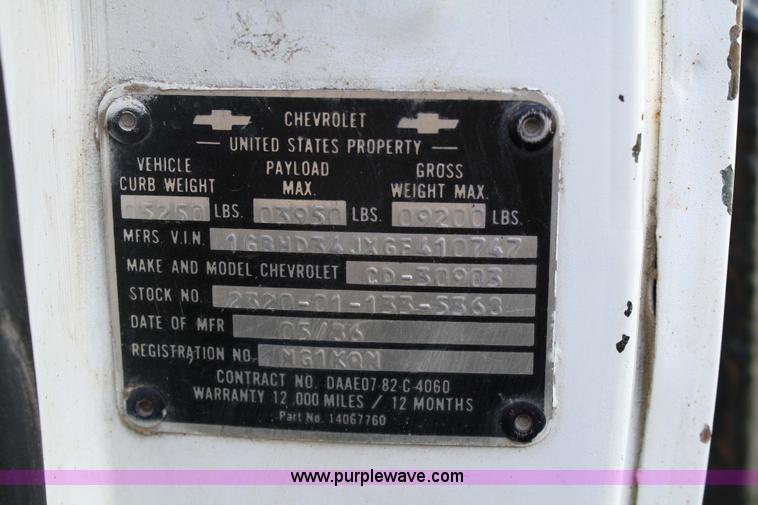 CHEVROLET
— UNITED STATES PROPERTY —
VEHICLE CURB WEIGHT PAYLOAD MAX. GROSS WEIGHT MAX.
05250 LBS. 03950 LBS. 09200 LBS.
MFRS V.I.N. 1GBHD34JXGF410747
MAKE AND MODEL, CHEVROLET CD-30903
STOCK NO. 2320-01-133-5368
DATE OF MFR 05/86
REGISTRATION NO. NG1KQN
CONTRACT NO. DAAE07-82-C-4060
WARRANTY 12,000 MILES / 12 MONTHS
Part No. 14067760
www.purplewave.com